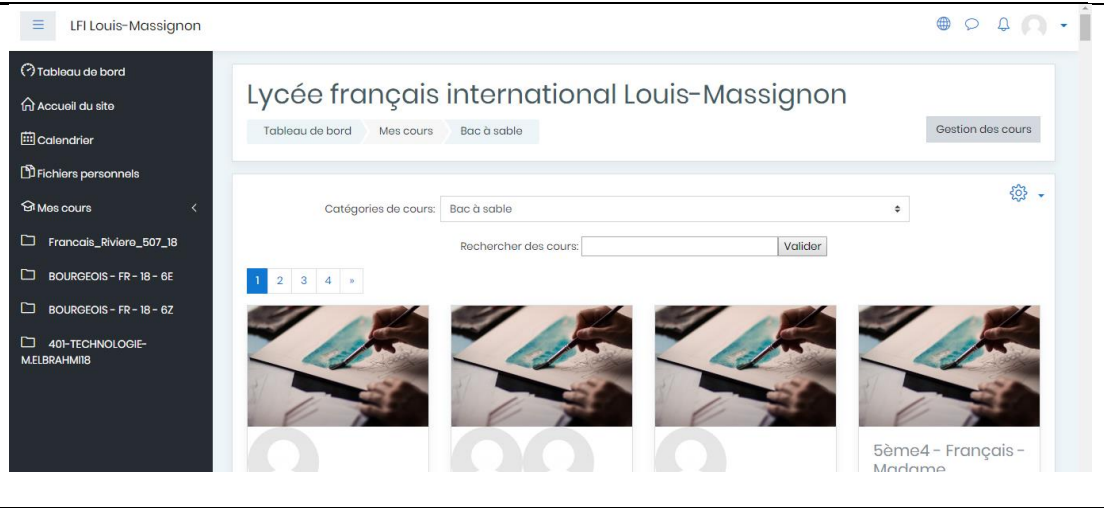 LFI Louis-Massignon
Tableau de bord
Accueil du site
Calendrier
Fichiers personnels
Mes cours
Francais_Riviere_507_18
BOURGEOIS - FR - 18 - 6E
BOURGEOIS - FR - 18 - 6Z
401-TECHNOLOGIE-
M.ELBRAHMI18
Lycée français international Louis-Massignon
Tableau de bord Mes cours Bac à sable
Gestion des cours
Catégories de cours: Bac à sable
Rechercher des cours: Valider
1 2 3 4 »
5ème4 - Français -
Madame